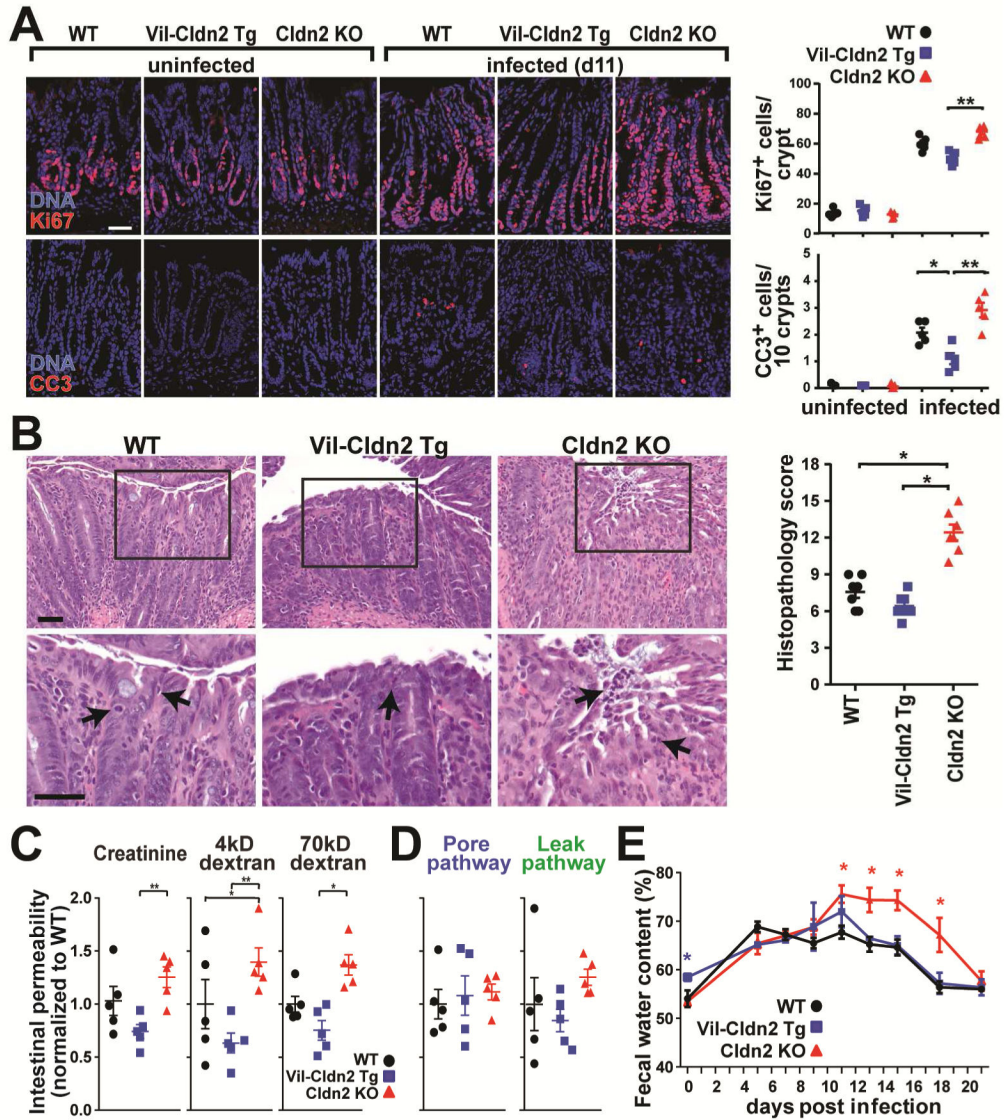 A
WT Vil-Cldn2 Tg Cldn2 KO WT Vil-Cldn2 Tg Cldn2 KO
uninfected infected (d11)
DNA
Ki67
DNA
CC3
WT
Vil-Cldn2 Tg
Cldn2 KO
Ki67+ cells/
crypt
100
80
60
40
20
0
**
CC3+ cells/
10 crypts
5
4
3
2
1
0
* **
uninfected infected
B
WT Vil-Cldn2 Tg Cldn2 KO
Histopathology score
18
15
12
9
6
3
0
*
*
WT
Vil-Cldn2 Tg
Cldn2 KO
C
Creatinine
4kD
dextran
70kD
dextran
Intestinal permeability
(normalized to WT)
2.0
1.5
1.0
0.5
0.0
**
**
*
*
WT
Vil-Cldn2 Tg
Cldn2 KO
D
Pore
pathway
Leak
pathway
E
Fecal water content (%)
80
70
60
50
* * * * *
WT
Vil-Cldn2 Tg
Cldn2 KO
0 2 4 6 8 10 12 14 16 18 20
days post infection